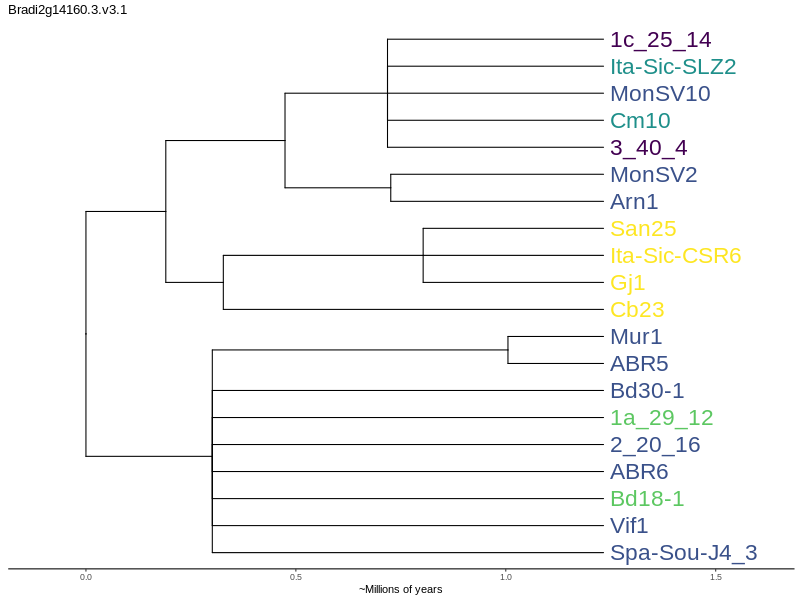 Bradi2g14160.3.v3.1
1c_25_14
Ita-Sic-SLZ2
MonSV10
Cm10
3_40_4
MonSV2
Arn1
San25
Ita-Sic-CSR6
Gj1
Cb23
Mur1
ABR5
Bd30-1
1a_29_12
2_20_16
ABR6
Bd18-1
Vif1
Spa-Sou-J4_3
0.0 0.5 1.0 1.5
~Millions of years